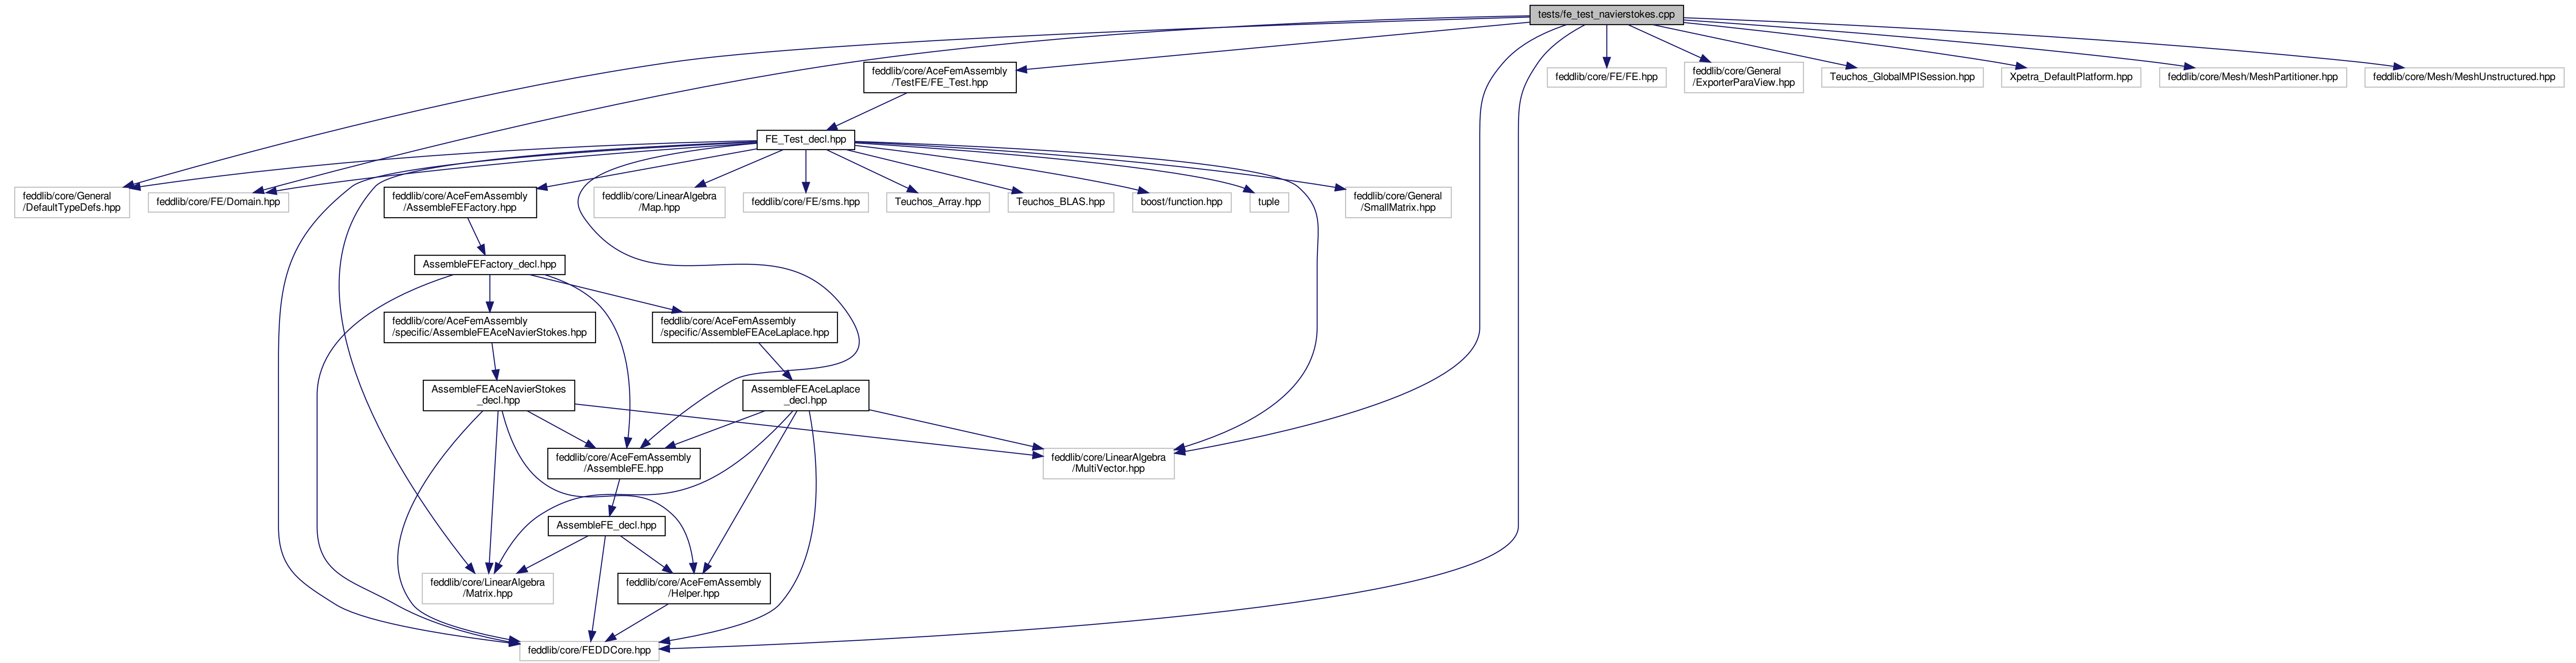 tests/fe_test_navierstokes.cpp
feddlib/core/AceFemAssembly
/TestFE/FE_Test.hpp
feddlib/core/FE/FE.hpp
feddlib/core/General
/ExporterParaView.hpp
Teuchos_GlobalMPISession.hpp
Xpetra_DefaultPlatform.hpp
feddlib/core/Mesh/MeshPartitioner.hpp
feddlib/core/Mesh/MeshUnstructured.hpp
FE_Test_decl.hpp
feddlib/core/General
/DefaultTypeDefs.hpp
feddlib/core/FE/Domain.hpp
feddlib/core/AceFemAssembly
/AssembleFEFactory.hpp
feddlib/core/LinearAlgebra
/Map.hpp
feddlib/core/FE/sms.hpp
Teuchos_Array.hpp
Teuchos_BLAS.hpp
boost/function.hpp
tuple
feddlib/core/General
/SmallMatrix.hpp
AssembleFEFactory_decl.hpp
feddlib/core/AceFemAssembly
/specific/AssembleFEAceNavierStokes.hpp
feddlib/core/AceFemAssembly
/specific/AssembleFEAceLaplace.hpp
AssembleFEAceNavierStokes
_decl.hpp
AssembleFEAceLaplace
_decl.hpp
feddlib/core/AceFemAssembly
/AssembleFE.hpp
feddlib/core/LinearAlgebra
/MultiVector.hpp
AssembleFE_decl.hpp
feddlib/core/LinearAlgebra
/Matrix.hpp
feddlib/core/AceFemAssembly
/Helper.hpp
feddlib/core/FEDDCore.hpp